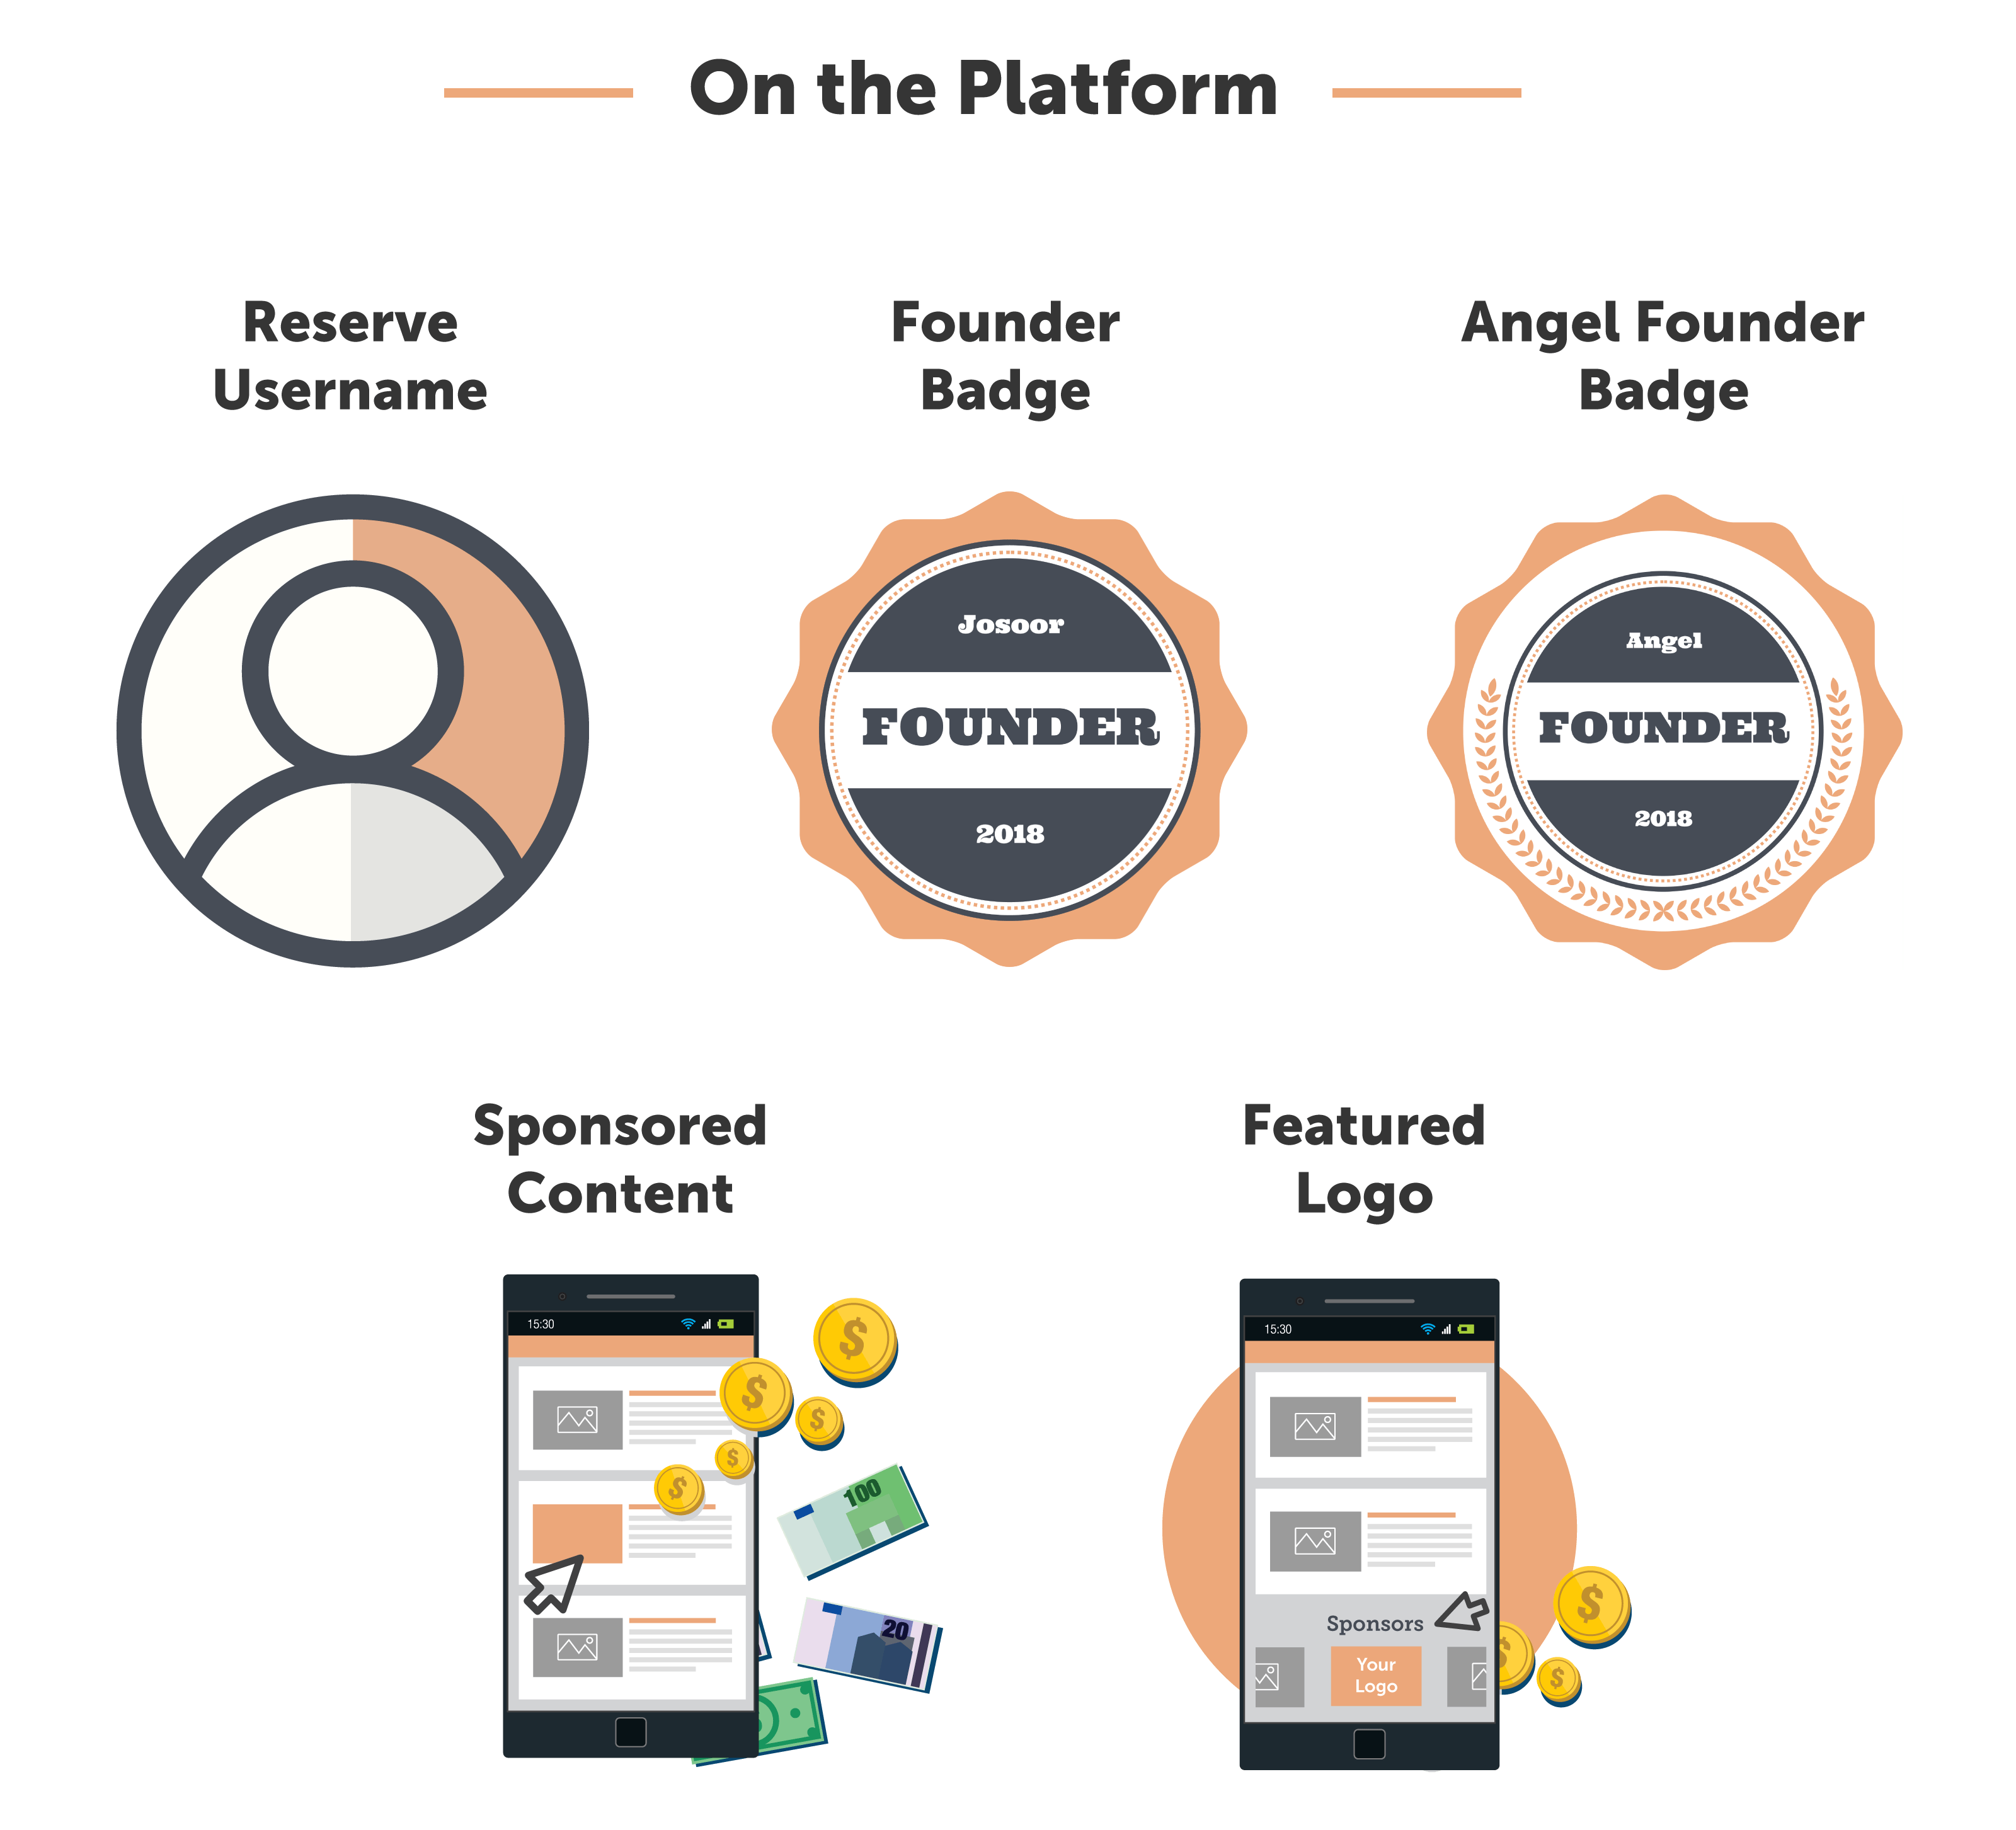 On the Platform
Reserve
Username
Founder
Badge
Angel Founder
Badge
Josoor
FOUNDER
2018
Angel
FOUNDER
2018
Sponsored
Content
Featured
Logo
15:30
$
$
$
$
$
100
20
15:30
Sponsors
Your
Logo
$
$
$